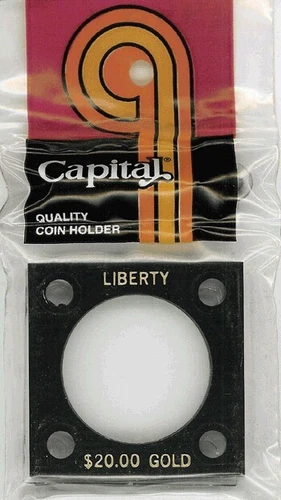 Capital®
QUALITY
COIN HOLDER
LIBERTY
$20.00 GOLD